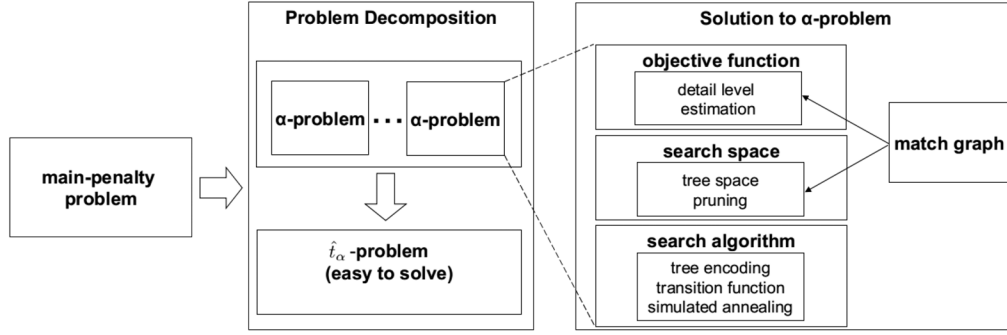 main-penalty
problem
Problem Decomposition
α-problem ··· α-problem
t̂α -problem
(easy to solve)
Solution to α-problem
objective function
detail level
estimation
search space
tree space
pruning
search algorithm
tree encoding
transition function
simulated annealing
match graph